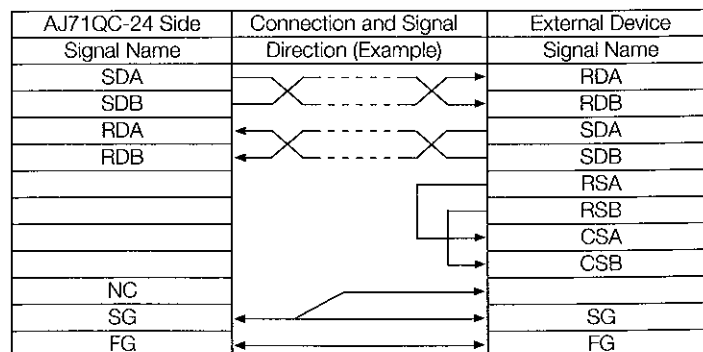 AJ71QC-24 Side Connection and Signal External Device
Signal Name Direction (Example) Signal Name
SDA RDA
SDB RDB
RDA SDA
RDB SDB
RSA
RSB
CSA
CSB
NC
SG SG
FG FG